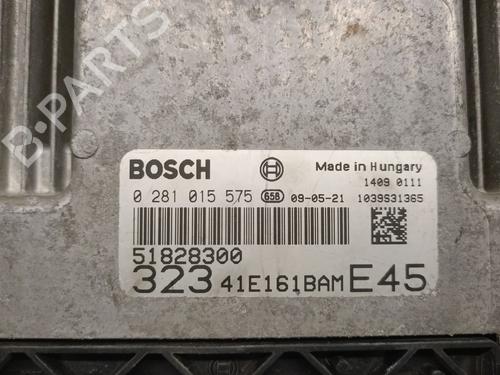 B-PARTS
BOSCH Made in Hungary
1409 0111
0 281 015 575 658 09-05-21 1039S31365
51828300
323 41E161BAM E45